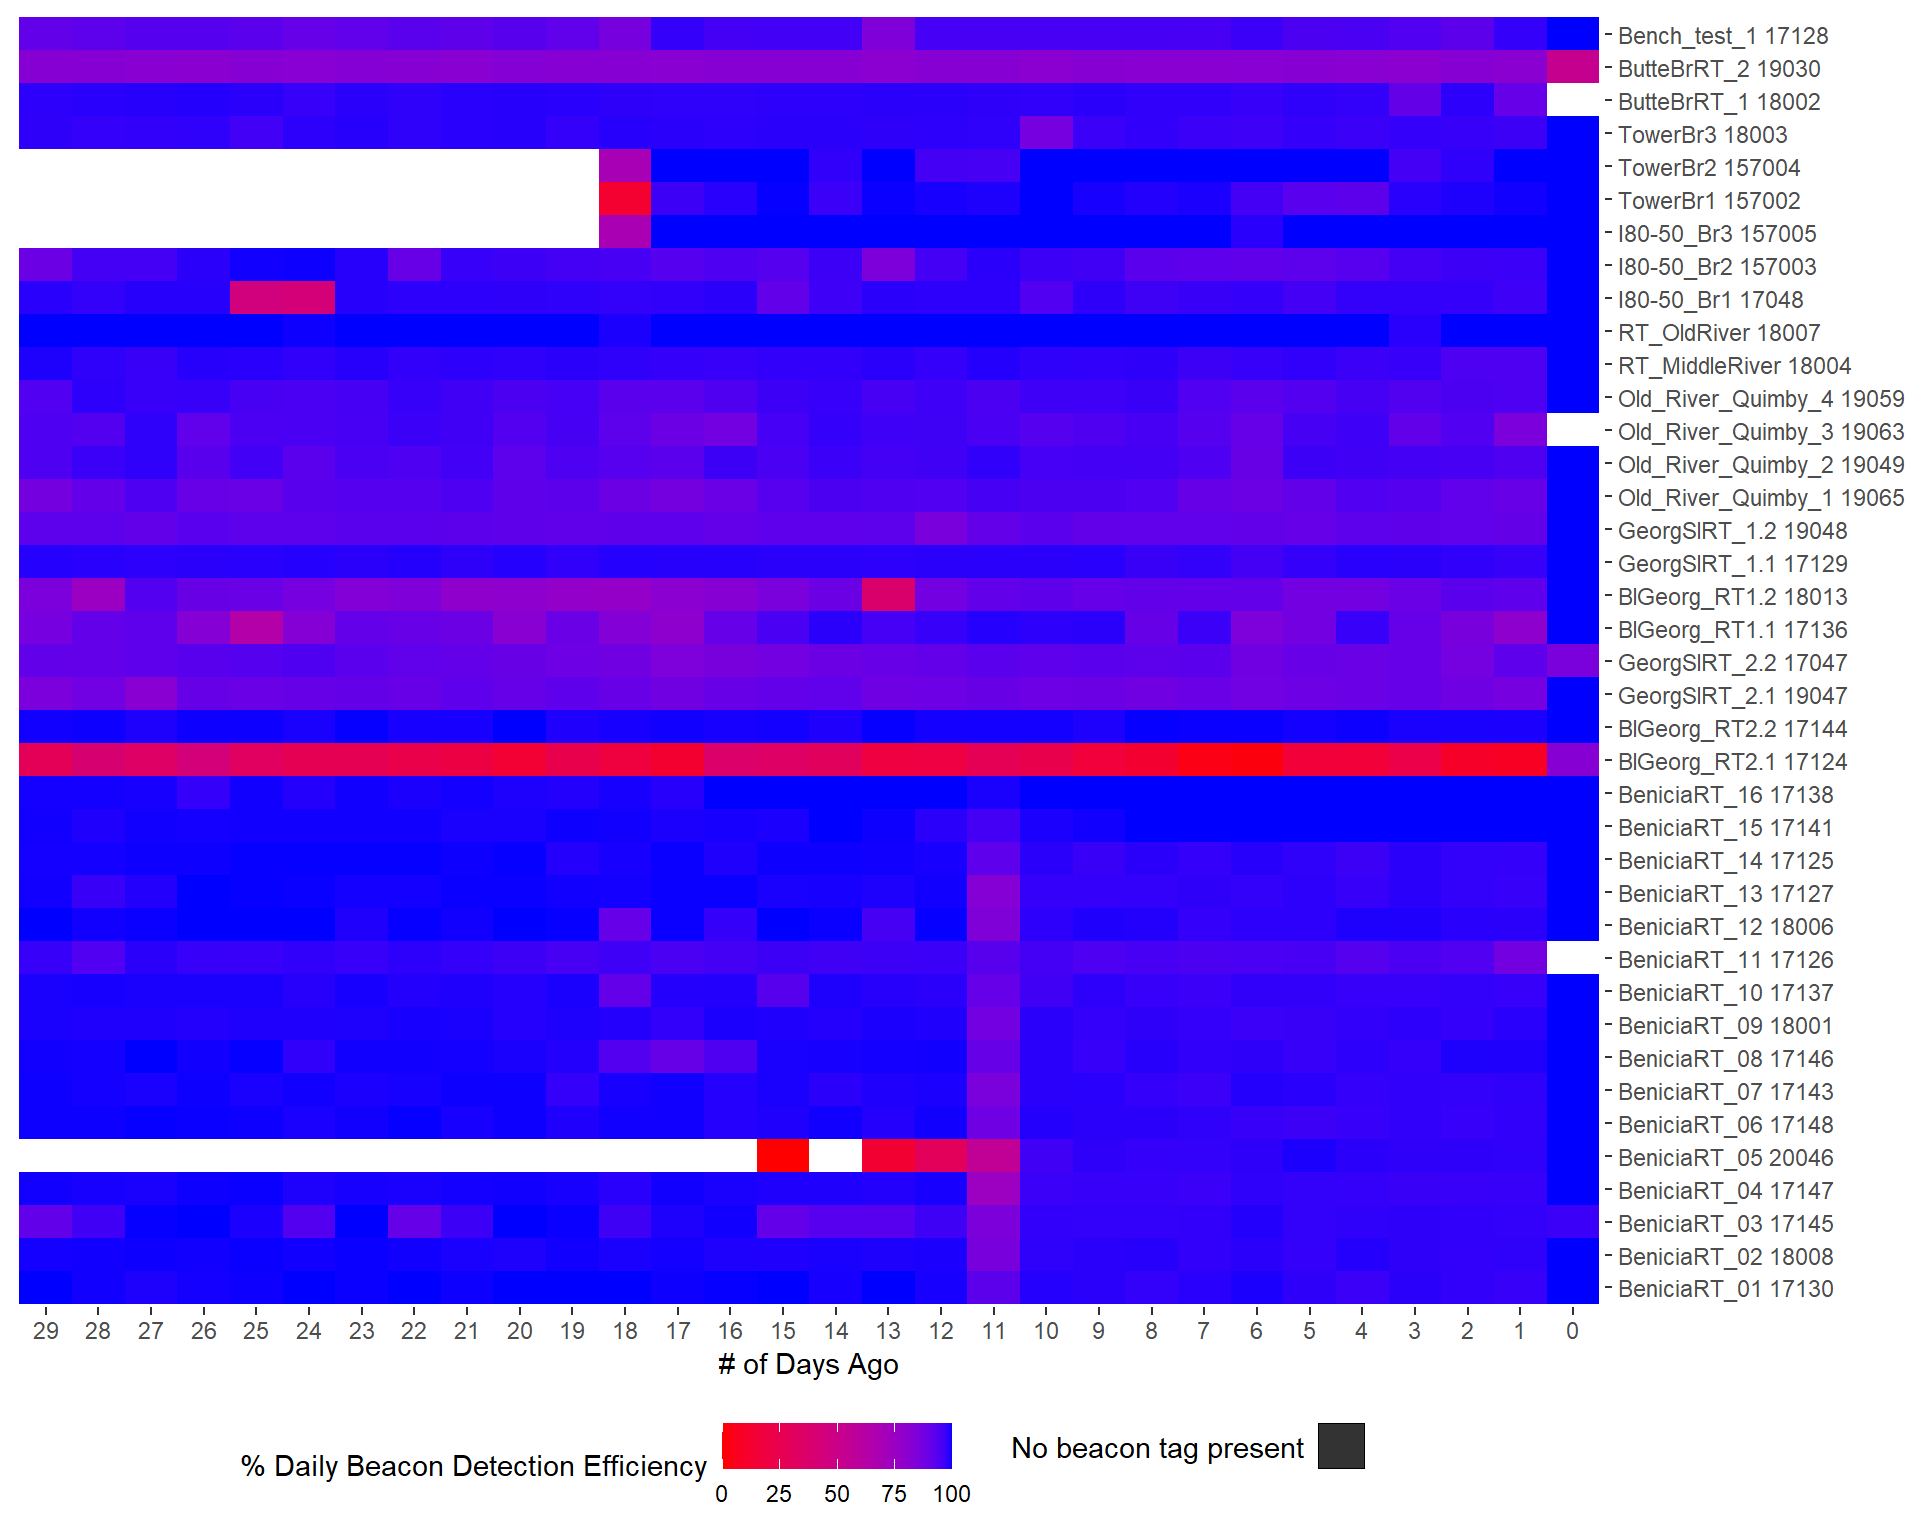 Bench_test_1 17128
ButteBrRT_2 19030
ButteBrRT_1 18002
TowerBr3 18003
TowerBr2 157004
TowerBr1 157002
I80-50_Br3 157005
I80-50_Br2 157003
I80-50_Br1 17048
RT_OldRiver 18007
RT_MiddleRiver 18004
Old_River_Quimby_4 19059
Old_River_Quimby_3 19063
Old_River_Quimby_2 19049
Old_River_Quimby_1 19065
GeorgSlRT_1.2 19048
GeorgSlRT_1.1 17129
BlGeorg_RT1.2 18013
BlGeorg_RT1.1 17136
GeorgSlRT_2.2 17047
GeorgSlRT_2.1 19047
BlGeorg_RT2.2 17144
BlGeorg_RT2.1 17124
BeniciaRT_16 17138
BeniciaRT_15 17141
BeniciaRT_14 17125
BeniciaRT_13 17127
BeniciaRT_12 18006
BeniciaRT_11 17126
BeniciaRT_10 17137
BeniciaRT_09 18001
BeniciaRT_08 17146
BeniciaRT_07 17143
BeniciaRT_06 17148
BeniciaRT_05 20046
BeniciaRT_04 17147
BeniciaRT_03 17145
BeniciaRT_02 18008
BeniciaRT_01 17130
29 28 27 26 25 24 23 22 21 20 19 18 17 16 15 14 13 12 11 10 9 8 7 6 5 4 3 2 1 0
# of Days Ago
% Daily Beacon Detection Efficiency
0 25 50 75 100
No beacon tag present